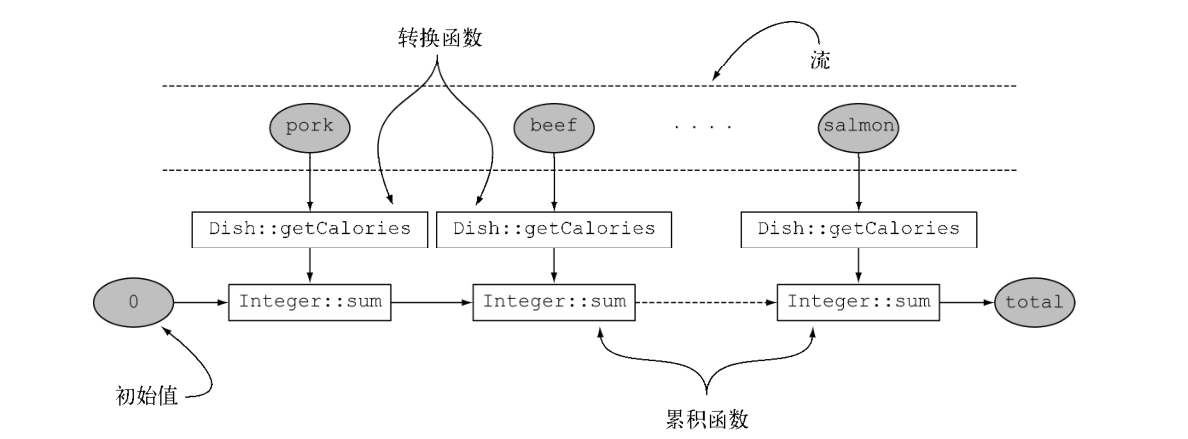 转换函数
流
pork
beef
....
salmon
Dish::getCalories
Dish::getCalories
Dish::getCalories
0
Integer::sum
Integer::sum
Integer::sum
total
初始值
累积函数